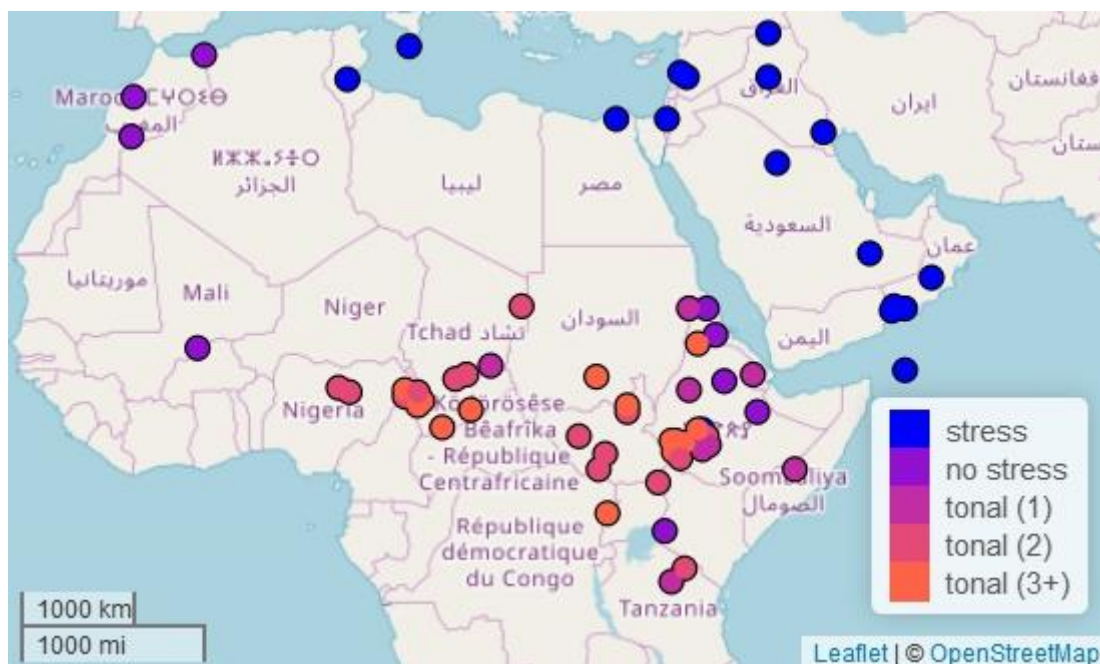 Maroc
المغرب
العراق
ايران
افغانستان
ⵍⵣⵣⴰⵢⴻⵔ
الجزائر
ليبيا
مصر
السعودية
عمان
موريتانيا
Mali
Niger
Tchad تشاد
السودان
اليمن
Nigeria
Ködörösêse
Bêafrîka
- République
Centrafricaine
Soomaaliya
الصومال
République
démocratique
du Congo
Tanzania
stress
no stress
tonal (1)
tonal (2)
tonal (3+)
1000 km
1000 mi
Leaflet | © OpenStreetMap